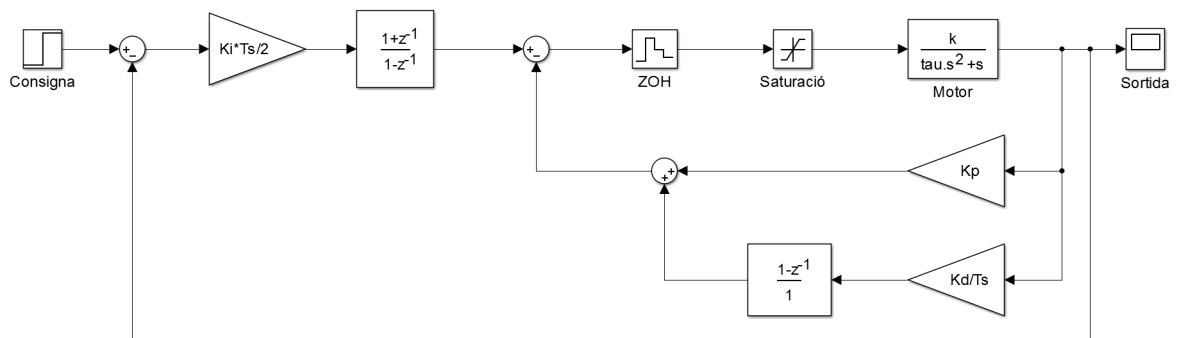 Consigna
+
−
Ki*Ts/2
1+z⁻¹
1-z⁻¹
+
−
ZOH
Saturació
k
tau.s² +s
Motor
Sortida
+
+
Kp
1-z⁻¹
1
Kd/Ts